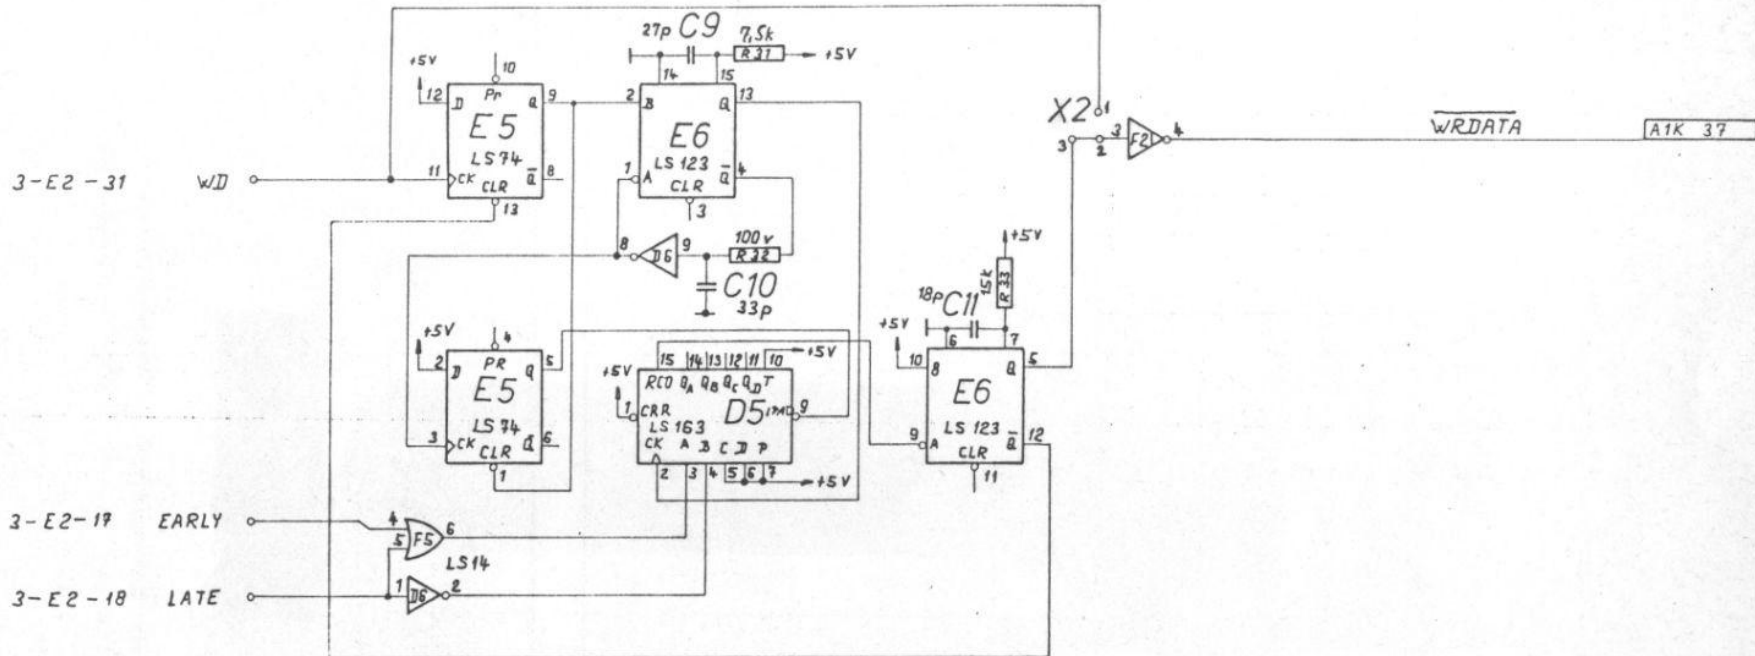 27p C9 7,5k
R31 +5V
+5V 10 14 15
12 D Pr Q 9 2 B Q 13
E5 E6
LS74 LS123
3-E2-31 WD 11 CK CLR Q̅ 8 1 A CLR Q̅ 4
13 3
X2 1
3 2 3 F2 4 WRDATA A1K 37
8 D6 9 100v
R32
C10
33p
+5V
15k R33
18p C11
+5V 6 7
10 B Q 5
E6
LS 123
9 A CLR Q̅ 12
11
+5V 4
2 D PR Q 5
E5
LS74
3 CK CLR Q̅ 6
1
15 14 13 12 11 10 +5V
+5V RCO QA QB QC QD T
1 CRR D5 9
LS163
CK A B C D P
2 3 4 5 6 7 +5V
3-E2-17 EARLY 4 5 F5 6
LS14
3-E2-18 LATE 1 D6 2